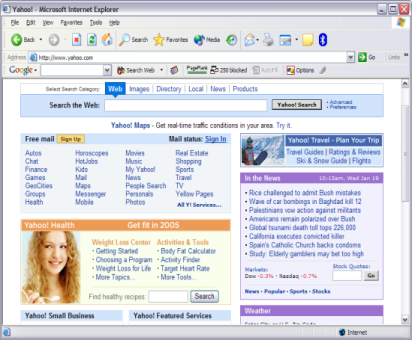 Yahoo! - Microsoft Internet Explorer
File Edit View Favorites Tools Help
Back Search Favorites Media
Address http://www.yahoo.com Go Links »
Google Search Web PageRank 250 blocked AutoFill Options
Select Search Category: Web Images | Directory | Local | News | Products
Search the Web: Yahoo! Search · Advanced
· Preferences
Yahoo! Maps - Get real-time traffic conditions in your area. Try it.
Free mail Sign Up Mail status: Sign In
Autos Horoscopes Movies Real Estate
Chat HotJobs Music Shopping
Finance Kids My Yahoo! Sports
Games Mail News Travel
GeoCities Maps People Search TV
Groups Messenger Personals Yellow Pages
Health Mobile Photos All Y! Services...
Yahoo! Health Get fit in 2005
Weight Loss Center
· Getting Started
· Choosing a Program
· Weight Loss for Life
· More Topics...
Activities & Tools
· Body Fat Calculator
· Activity Finder
· Target Heart Rate
· More Tools...
Find healthy recipes: Search
Yahoo! Small Business Yahoo! Featured Services
Yahoo! Travel - Plan Your Trip
Travel Guides | Ratings & Reviews
Ski & Snow Guide | Flights
In the News 10:13am, Wed Jan 19
· Rice challenged to admit Bush mistakes
· Wave of car bombings in Baghdad kill 12
· Palestinians vow action against militants
· Americans remain polarized over Bush
· Global tsunami death toll tops 226,000
· California executes convicted killer
· Spain's Catholic Church backs condoms
· Study: Elderly gamblers may be too high
Markets:
Dow -0.3% · Nasdaq -0.7%
Stock Quotes:
Go
News · Popular · Sports · Stocks
Weather
Internet